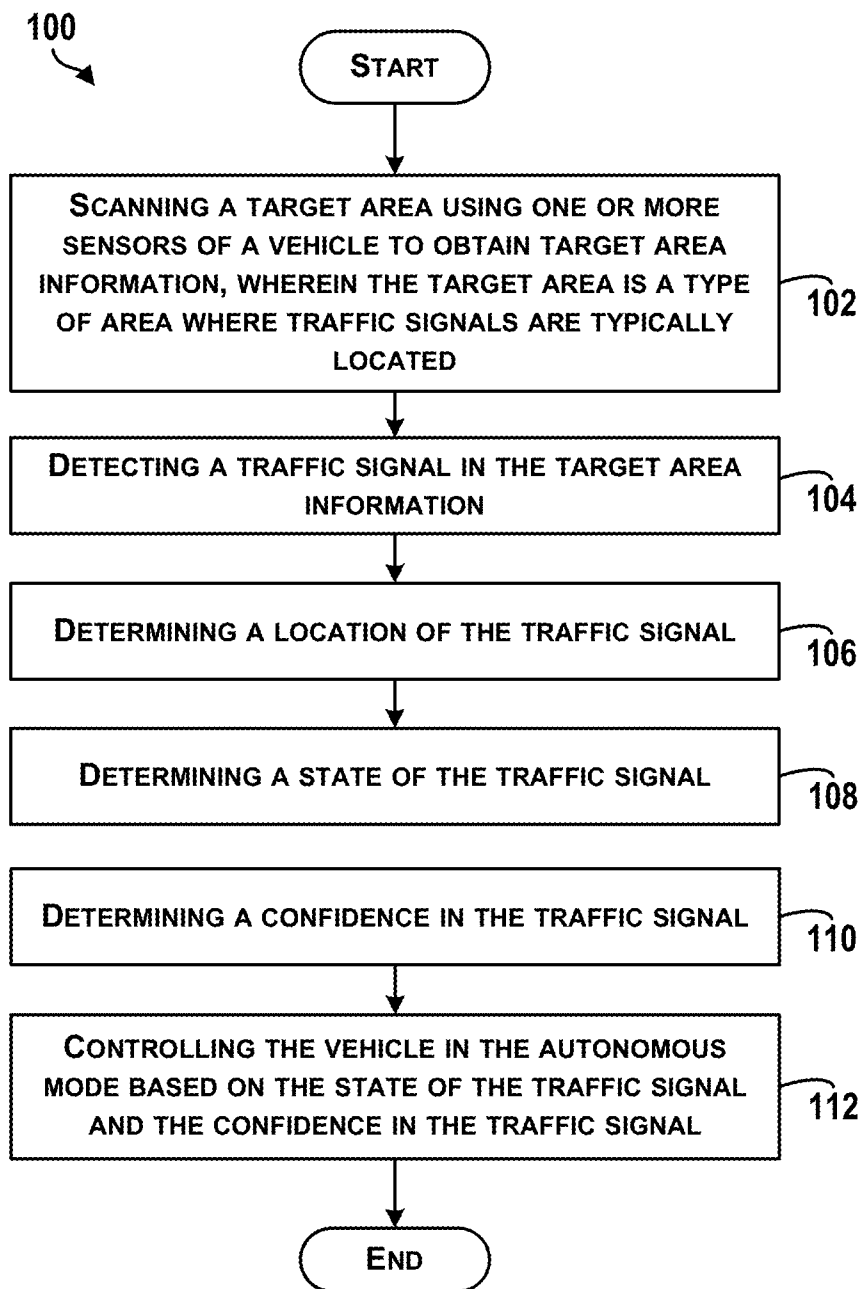 100
START
SCANNING A TARGET AREA USING ONE OR MORE
SENSORS OF A VEHICLE TO OBTAIN TARGET AREA
INFORMATION, WHEREIN THE TARGET AREA IS A TYPE
OF AREA WHERE TRAFFIC SIGNALS ARE TYPICALLY
LOCATED
102
DETECTING A TRAFFIC SIGNAL IN THE TARGET AREA
INFORMATION
104
DETERMINING A LOCATION OF THE TRAFFIC SIGNAL
106
DETERMINING A STATE OF THE TRAFFIC SIGNAL
108
DETERMINING A CONFIDENCE IN THE TRAFFIC SIGNAL
110
CONTROLLING THE VEHICLE IN THE AUTONOMOUS
MODE BASED ON THE STATE OF THE TRAFFIC SIGNAL
AND THE CONFIDENCE IN THE TRAFFIC SIGNAL
112
END